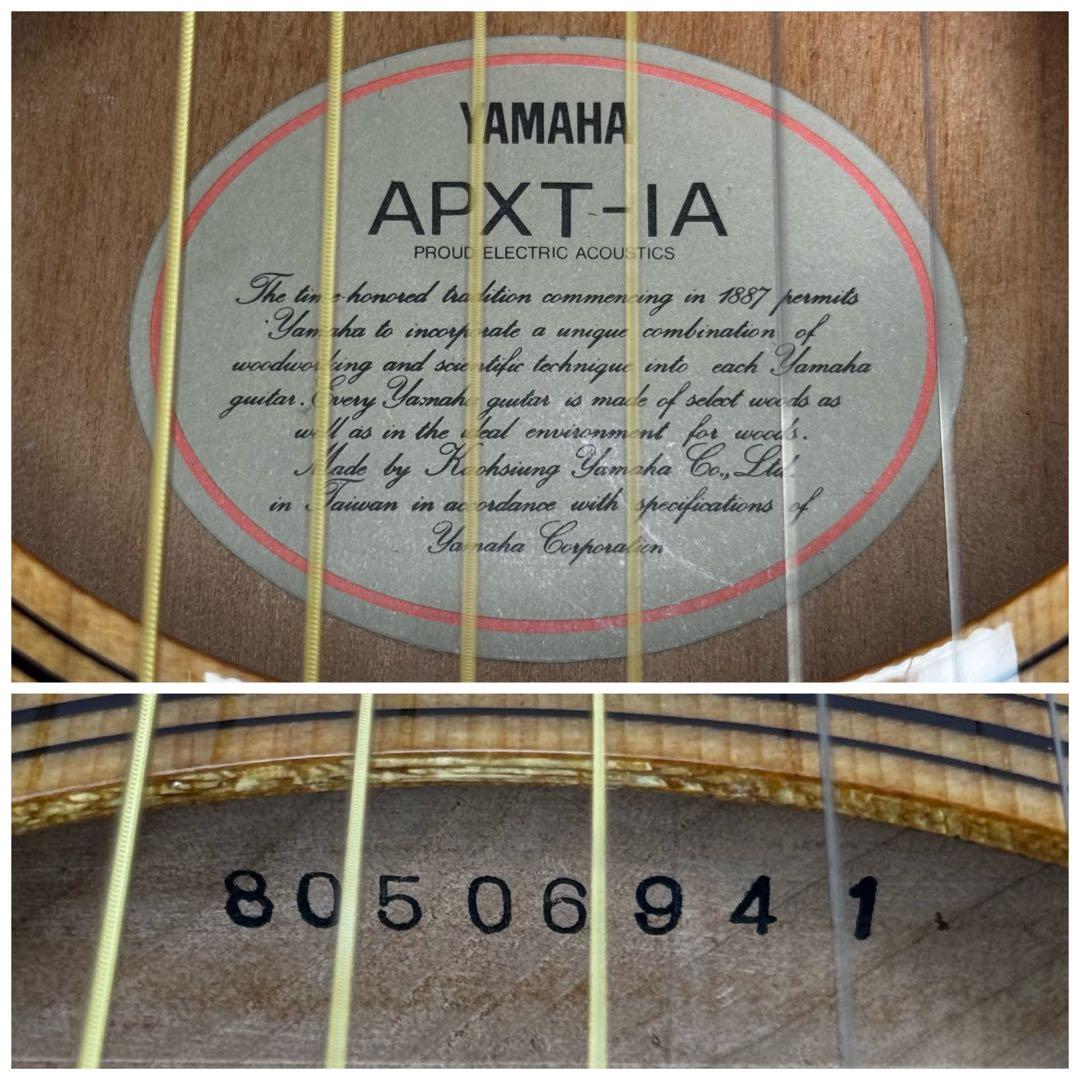 YAMAHA
APXT-1A
PROUD ELECTRIC ACOUSTICS
The time-honored tradition commencing in 1887 permits
Yamaha to incorporate a unique combination of
woodworking and scientific technique into each Yamaha
guitar. Every Yamaha guitar is made of select woods as
well as in the ideal environment for woods.
Made by Kaohsiung Yamaha Co., Ltd.
in Taiwan in accordance with specifications of
Yamaha Corporation
80506941